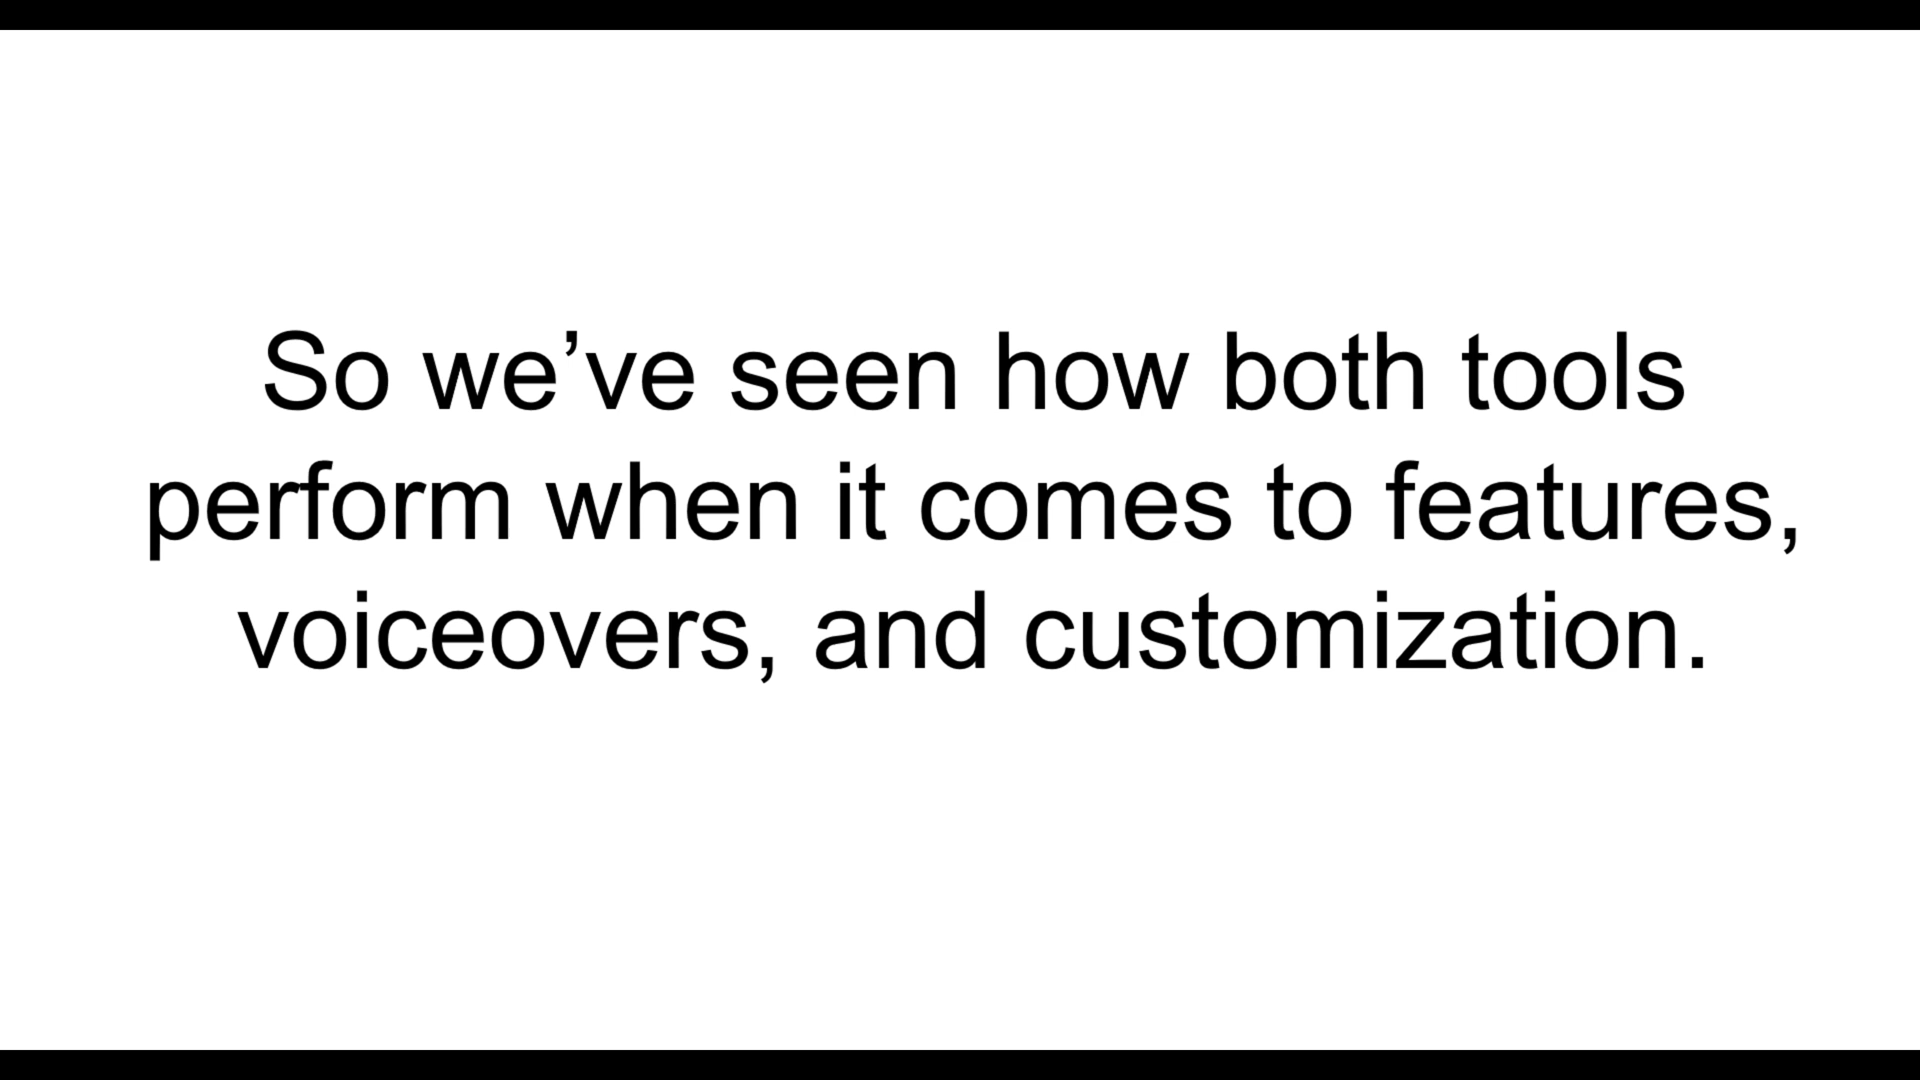 So we’ve seen how both tools
perform when it comes to features,
voiceovers, and customization.